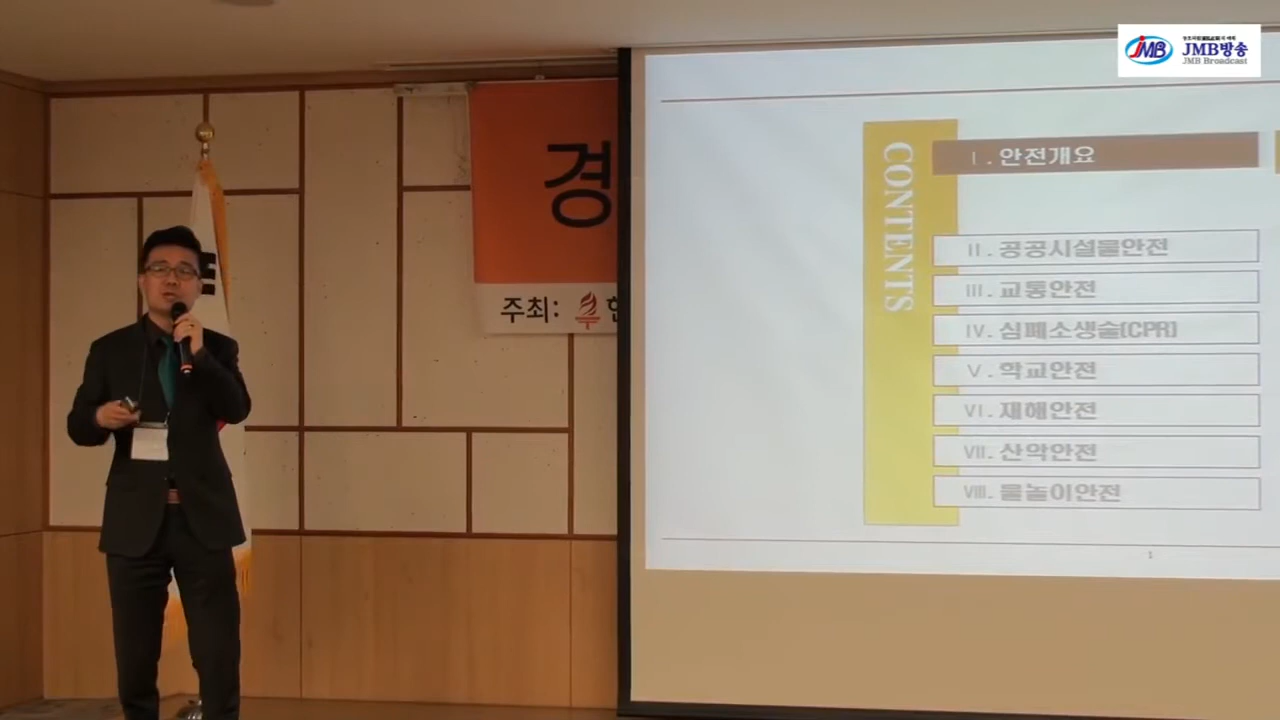 JMB
JMB방송
JMB Broadcast
경
주최:
CONTENTS
Ⅰ. 안전개요
Ⅱ. 공공시설물안전
Ⅲ. 교통안전
Ⅳ. 심폐소생술(CPR)
Ⅴ. 학교안전
Ⅵ. 재해안전
Ⅶ. 산악안전
Ⅷ. 물놀이안전
1